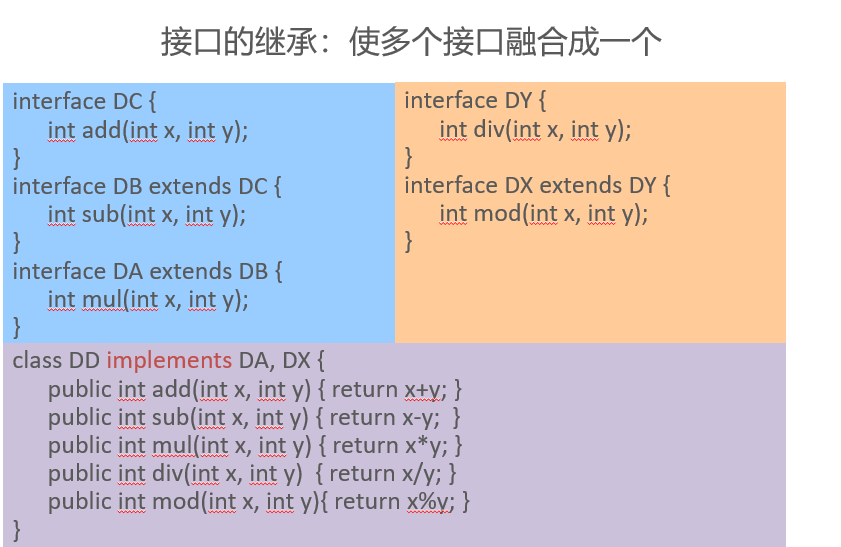 接口的继承：使多个接口融合成一个
interface DC {
int add(int x, int y);
}
interface DB extends DC {
int sub(int x, int y);
}
interface DA extends DB {
int mul(int x, int y);
}
interface DY {
int div(int x, int y);
}
interface DX extends DY {
int mod(int x, int y);
}
class DD implements DA, DX {
public int add(int x, int y) { return x+y; }
public int sub(int x, int y) { return x-y;  }
public int mul(int x, int y) { return x*y; }
public int div(int x, int y)  { return x/y; }
public int mod(int x, int y){ return x%y; }
}